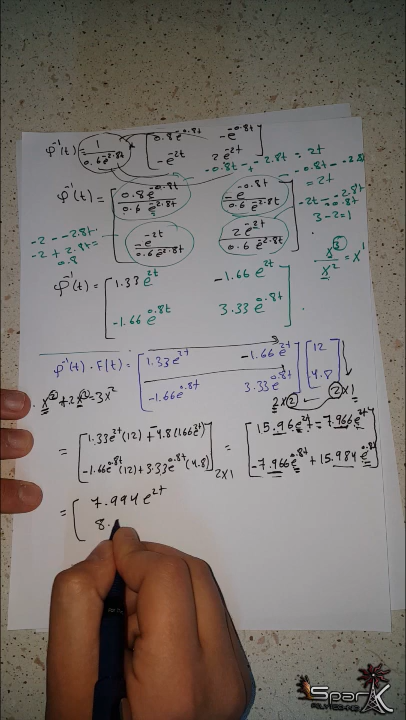 φ⁻¹(t) = 1/(0.6e^-2.8t) [0.8e^-0.8t -e^-0.8t
-e^-2t 2e^-2t]
-0.8t + -2.8t = 2t
-0.8t - -2.8t
= 2t
φ⁻¹(t) = [0.8e^-0.8t/0.6e^-2.8t -e^-0.8t/0.6e^-2.8t
-e^-2t/0.6e^-2.8t 2e^-2t/0.6e^-2.8t]
3-2=1
-2 - -2.8t =
-2 + 2.8t =
0.8
x³/x² = x¹
φ⁻¹(t) = [1.33e^2t -1.66e^2t
-1.66e^0.8t 3.33e^0.8t]
φ⁻¹(t) · F(t) = [1.33e^2t -1.66e^2t] [12
-1.66e^0.8t 3.33e^0.8t] 4.8]
x² + 2x² = 3x²
2x2 2x1
= [1.33e^2t(12) + -4.8(1.66e^2t)
-1.66e^0.8t(12) + 3.33e^0.8t(4.8)] 2x1
= [15.96e^2t = 7.966e^2t
-7.966e^0.8t + 15.984e^0.8t]
= [7.994e^2t
8.
Spark
POLYTECHNIC